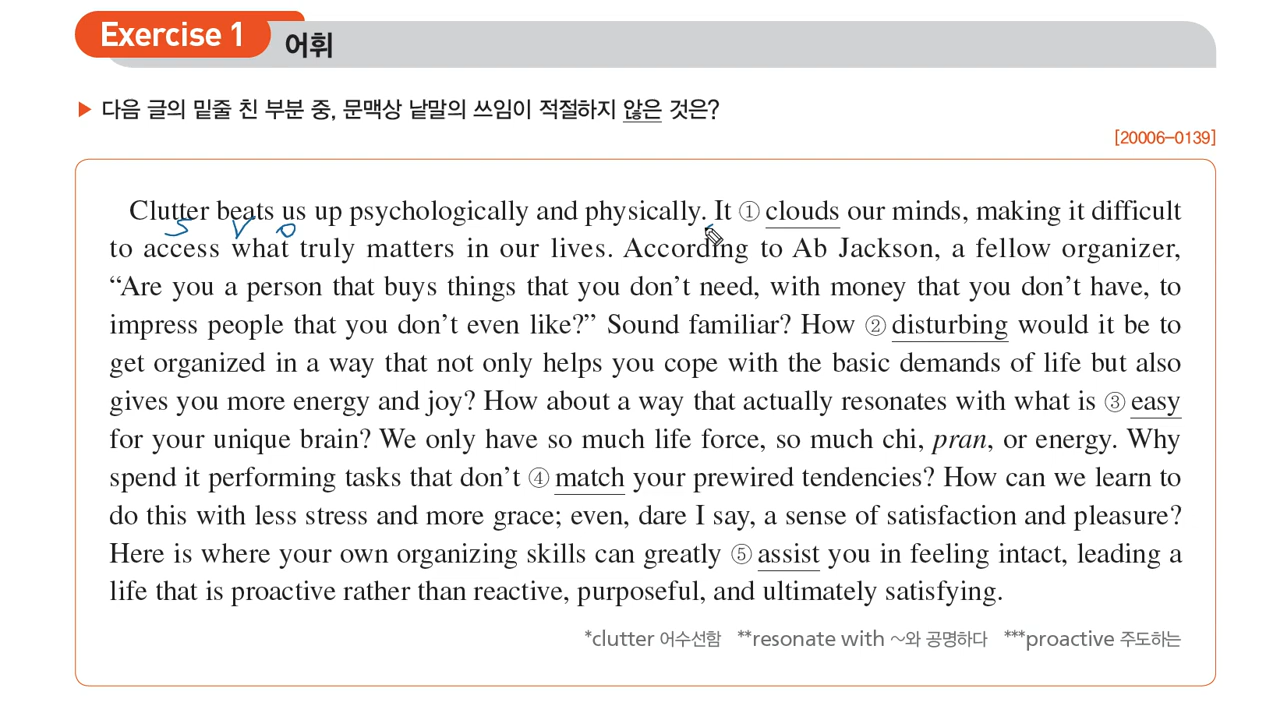 Exercise 1
어휘
▶ 다음 글의 밑줄 친 부분 중, 문맥상 낱말의 쓰임이 적절하지 않은 것은?
[20006-0139]
Clutter beats us up psychologically and physically. It ① clouds our minds, making it difficult
S V O
to access what truly matters in our lives. According to Ab Jackson, a fellow organizer,
“Are you a person that buys things that you don’t need, with money that you don’t have, to
impress people that you don’t even like?” Sound familiar? How ② disturbing would it be to
get organized in a way that not only helps you cope with the basic demands of life but also
gives you more energy and joy? How about a way that actually resonates with what is ③ easy
for your unique brain? We only have so much life force, so much chi, pran, or energy. Why
spend it performing tasks that don’t ④ match your prewired tendencies? How can we learn to
do this with less stress and more grace; even, dare I say, a sense of satisfaction and pleasure?
Here is where your own organizing skills can greatly ⑤ assist you in feeling intact, leading a
life that is proactive rather than reactive, purposeful, and ultimately satisfying.
*clutter 어수선함 **resonate with ~와 공명하다 ***proactive 주도하는